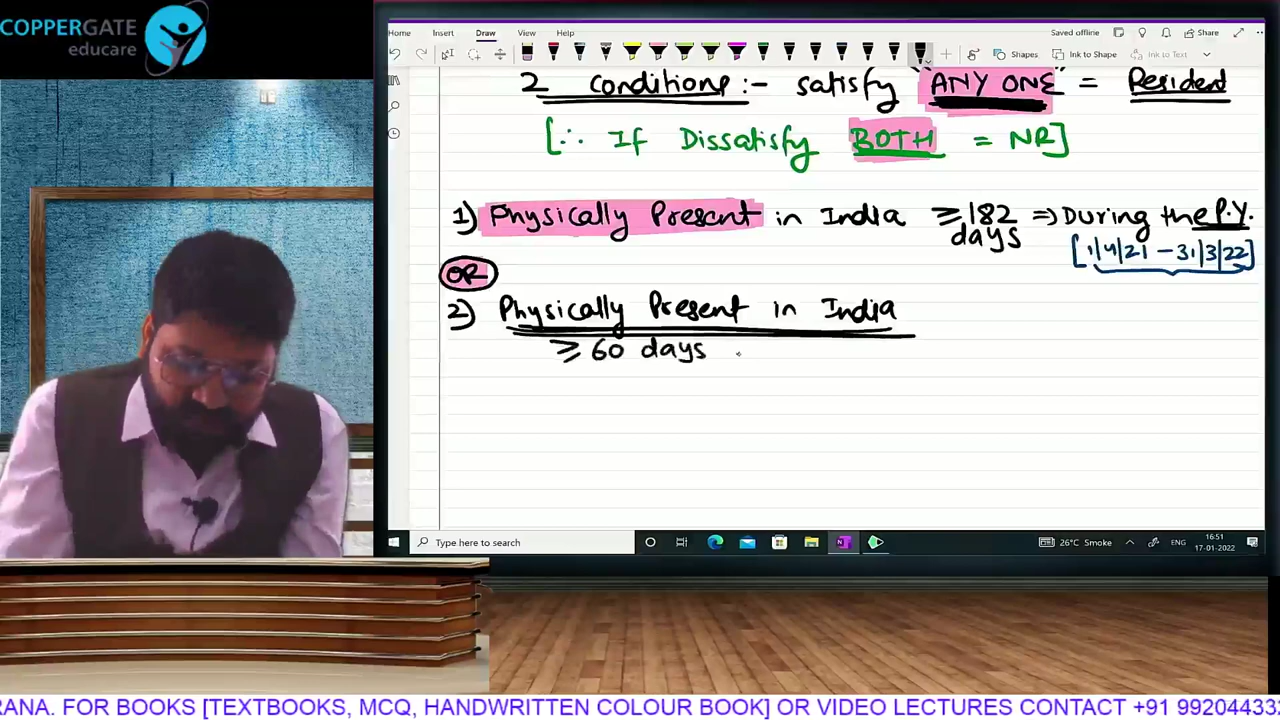 COPPERGATE
educare
Home Insert Draw View Help
Saved offline
Share
Shapes
Ink to Shape
Ink to Text
2 Conditions :- satisfy "ANY ONE" = Resident
[∴ If Dissatisfy BOTH = NR]
1) Physically Present in India ≥182 days ⇒ During the P.Y.
[1/4/21 – 31/3/22]
OR
2) Physically Present in India
≥ 60 days
Type here to search
26°C Smoke
ENG
16:51
17-01-2022
RANA. FOR BOOKS [TEXTBOOKS, MCQ, HANDWRITTEN COLOUR BOOK] OR VIDEO LECTURES CONTACT +91 992044332